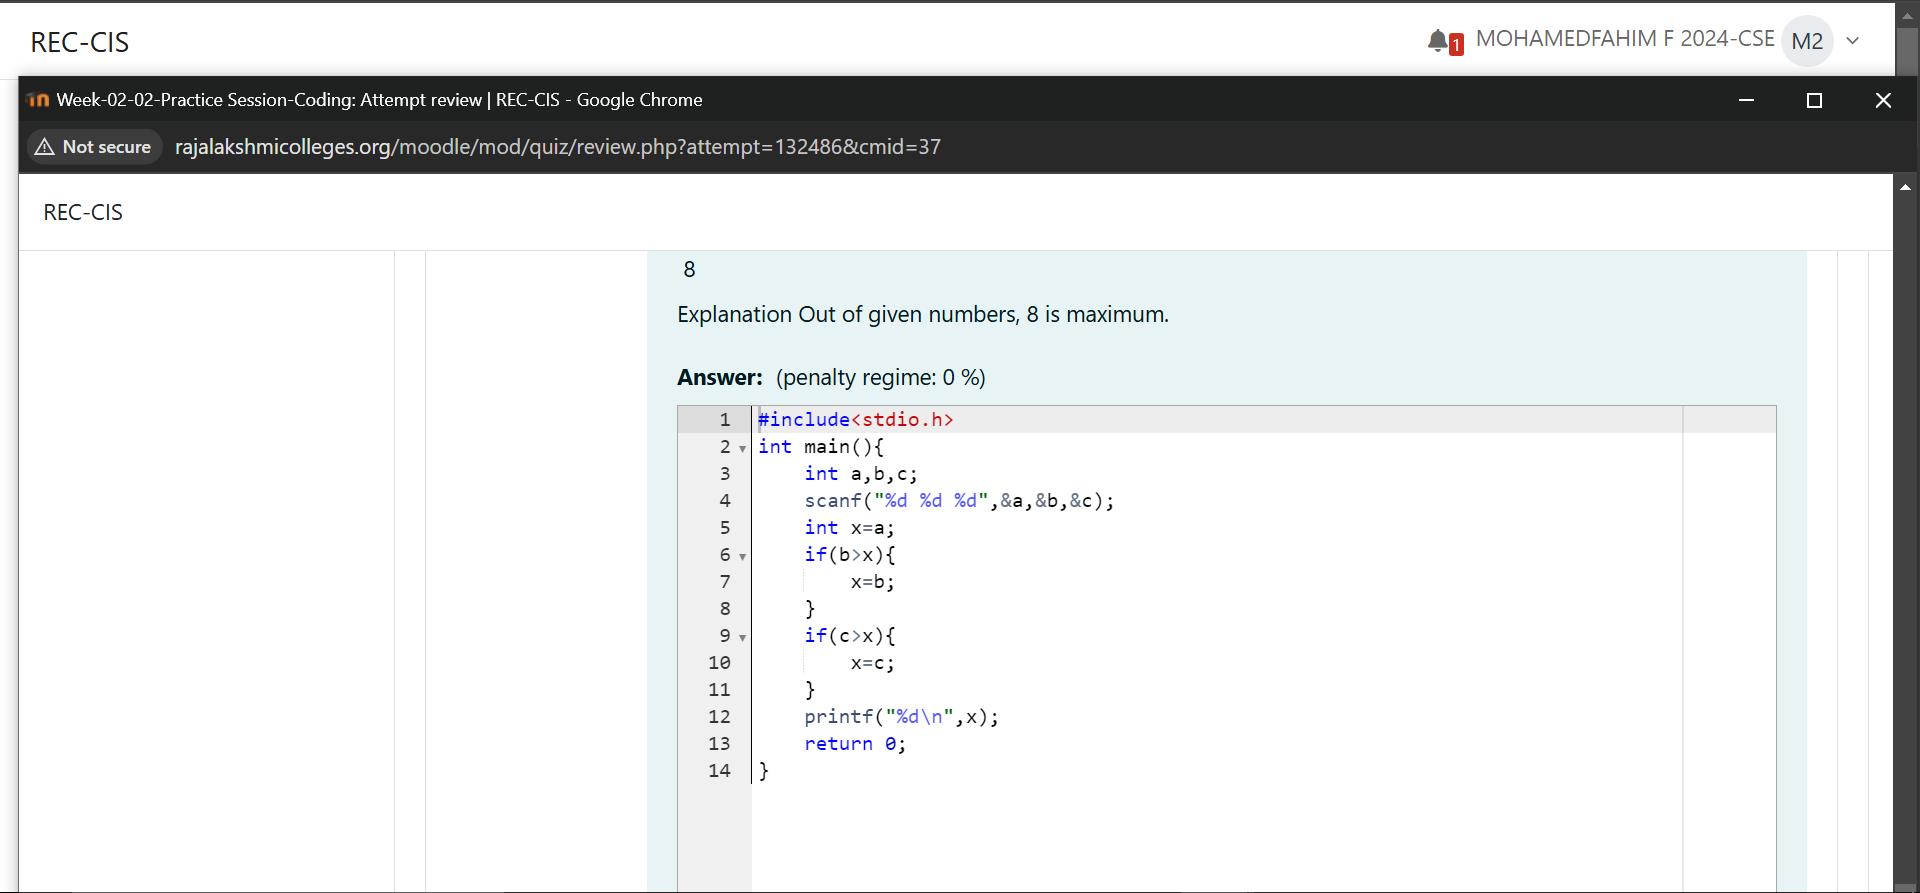 REC-CIS
1 MOHAMEDFAHIM F 2024-CSE M2
Week-02-02-Practice Session-Coding: Attempt review | REC-CIS - Google Chrome
Not secure rajalakshmicolleges.org/moodle/mod/quiz/review.php?attempt=132486&cmid=37
REC-CIS
8
Explanation Out of given numbers, 8 is maximum.
Answer: (penalty regime: 0 %)
1 #include<stdio.h>
2 int main(){
3     int a,b,c;
4     scanf("%d %d %d",&a,&b,&c);
5     int x=a;
6     if(b>x){
7         x=b;
8     }
9     if(c>x){
10         x=c;
11     }
12     printf("%d\n",x);
13     return 0;
14 }